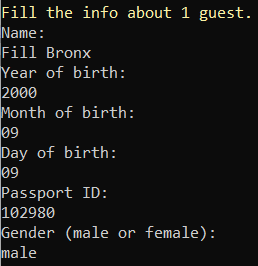 Fill the info about 1 guest.
Name:
Fill Bronx
Year of birth:
2000
Month of birth:
09
Day of birth:
09
Passport ID:
102980
Gender (male or female):
male